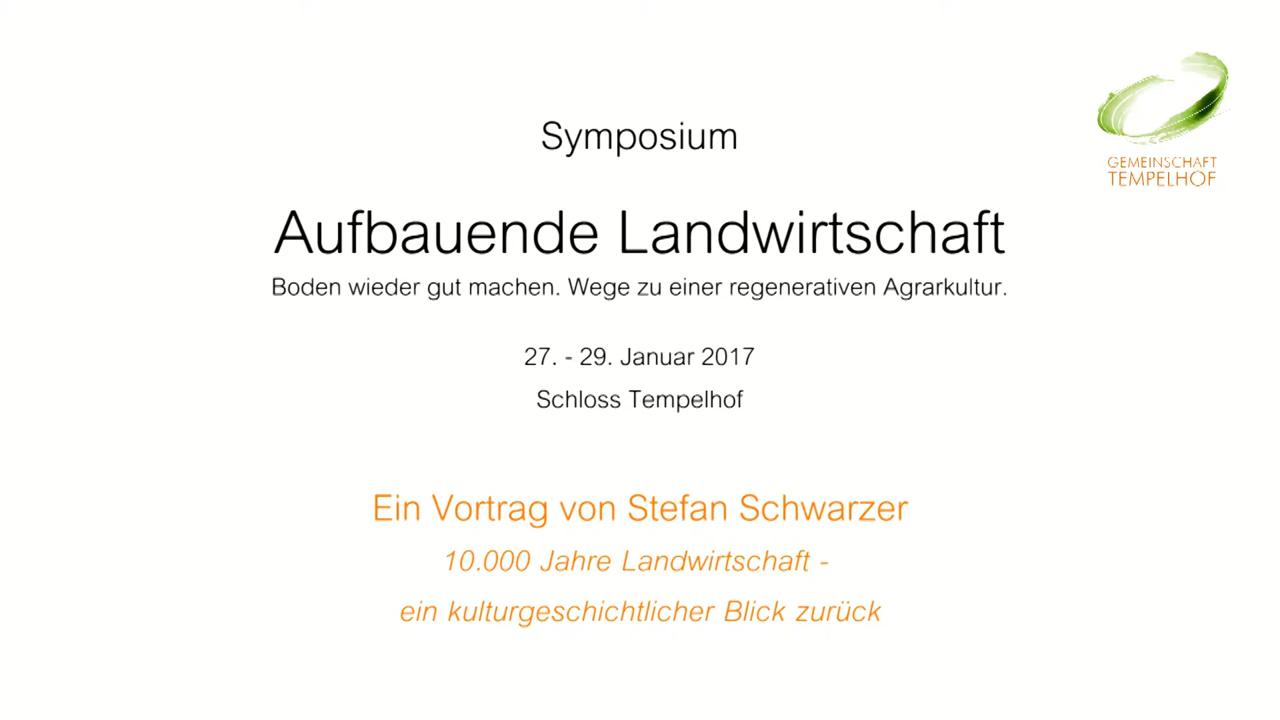 GEMEINSCHAFT
TEMPELHOF
Symposium
Aufbauende Landwirtschaft
Boden wieder gut machen. Wege zu einer regenerativen Agrarkultur.
27. - 29. Januar 2017
Schloss Tempelhof
Ein Vortrag von Stefan Schwarzer
10.000 Jahre Landwirtschaft -
ein kulturgeschichtlicher Blick zurück